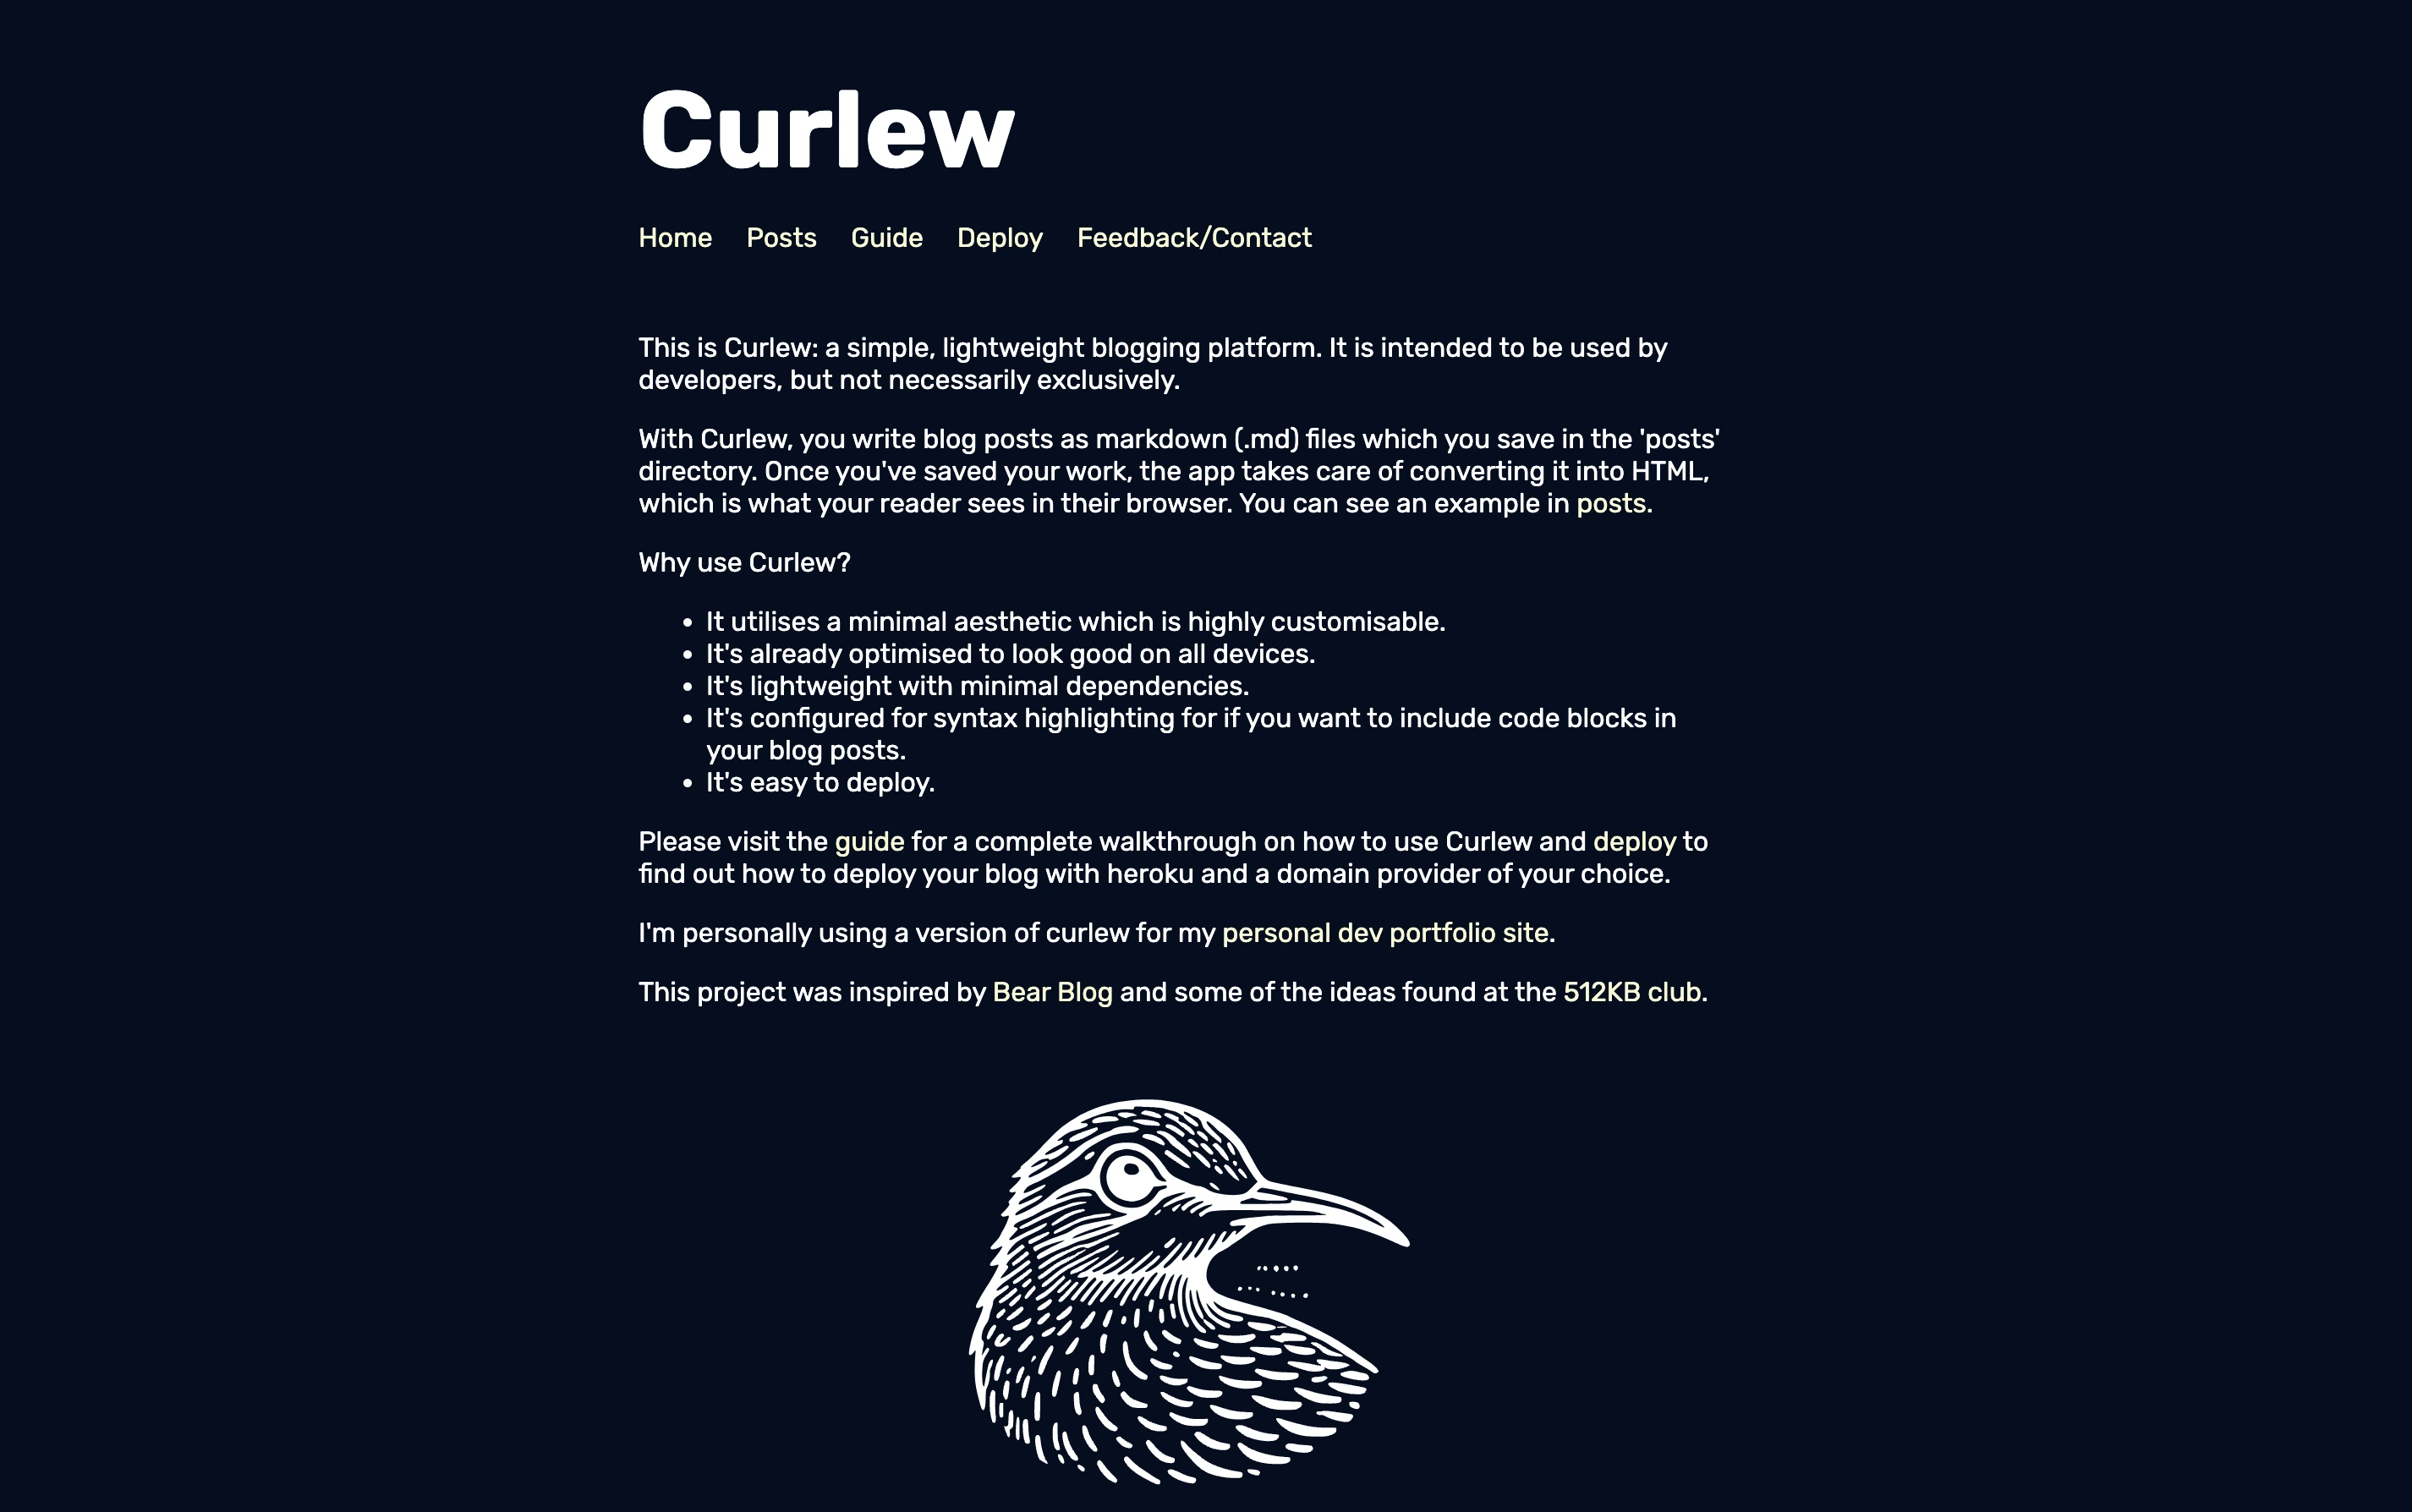 Curlew
Home Posts Guide Deploy Feedback/Contact
This is Curlew: a simple, lightweight blogging platform. It is intended to be used by
developers, but not necessarily exclusively.
With Curlew, you write blog posts as markdown (.md) files which you save in the 'posts'
directory. Once you've saved your work, the app takes care of converting it into HTML,
which is what your reader sees in their browser. You can see an example in posts.
Why use Curlew?
• It utilises a minimal aesthetic which is highly customisable.
• It's already optimised to look good on all devices.
• It's lightweight with minimal dependencies.
• It's configured for syntax highlighting for if you want to include code blocks in
your blog posts.
• It's easy to deploy.
Please visit the guide for a complete walkthrough on how to use Curlew and deploy to
find out how to deploy your blog with heroku and a domain provider of your choice.
I'm personally using a version of curlew for my personal dev portfolio site.
This project was inspired by Bear Blog and some of the ideas found at the 512KB club.